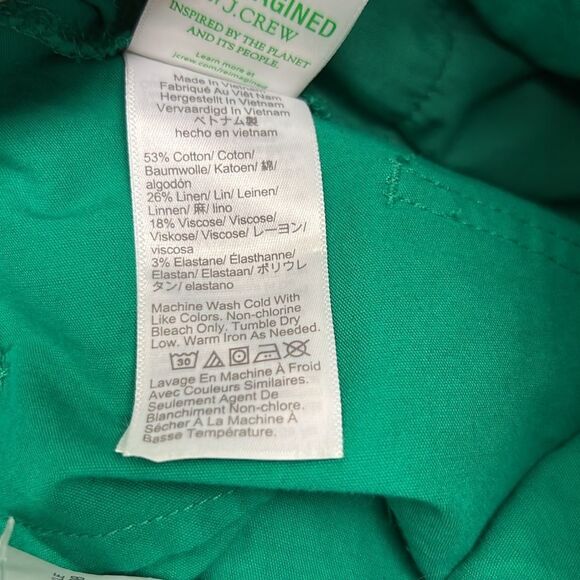 J.CREW
INSPIRED BY THE PLANET
AND ITS PEOPLE.
Learn more at
jcrew.com/reimagined
Made In Vietnam
Fabriqué Au Viêt Nam
Hergestellt In Vietnam
Vervaardigd In Vietnam
ベトナム製
hecho en vietnam
53% Cotton/ Coton/
Baumwolle/ Katoen/ 綿/
algodón
26% Linen/ Lin/ Leinen/
Linnen/ 麻/ lino
18% Viscose/ Viscose/
Viskose/ Viscose/ レーヨン/
viscosa
3% Elastane/ Élasthanne/
Elastan/ Elastaan/ ポリウレ
タン/ elastano
Machine Wash Cold With
Like Colors. Non-chlorine
Bleach Only. Tumble Dry
Low. Warm Iron As Needed.
30
Lavage En Machine À Froid
Avec Couleurs Similaires.
Seulement Agent De
Blanchiment Non-chlore.
Sécher À La Machine À
Basse Température.